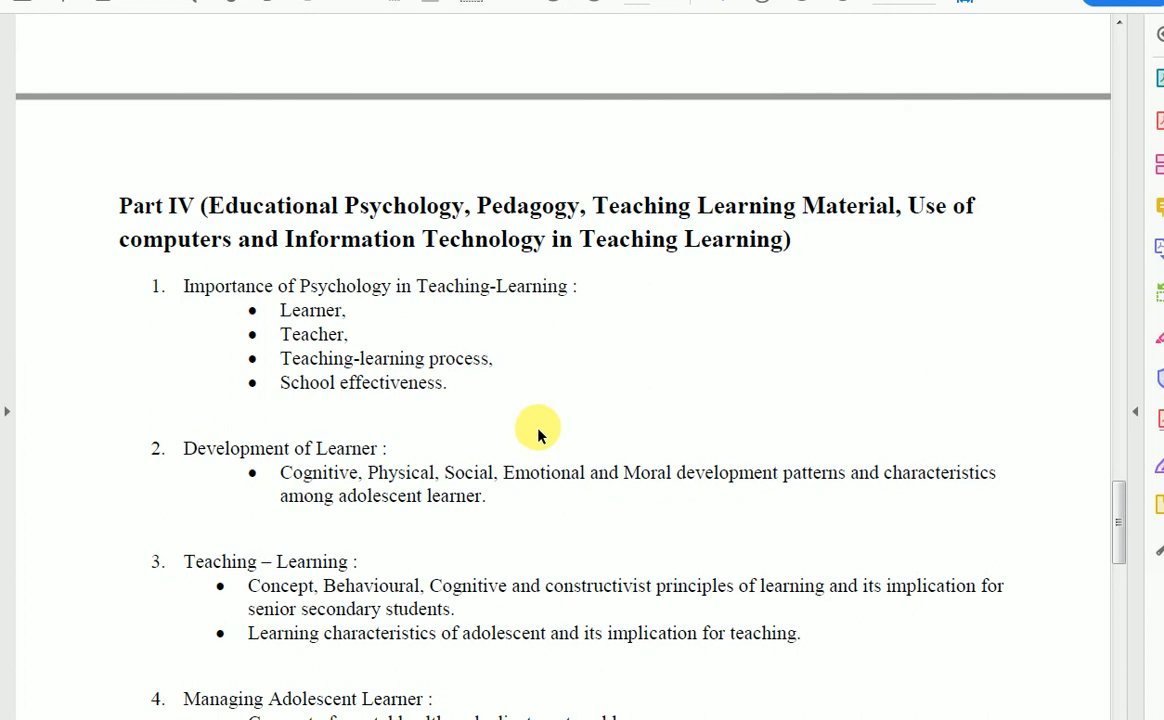 Part IV (Educational Psychology, Pedagogy, Teaching Learning Material, Use of
computers and Information Technology in Teaching Learning)
1. Importance of Psychology in Teaching-Learning :
• Learner,
• Teacher,
• Teaching-learning process,
• School effectiveness.
2. Development of Learner :
• Cognitive, Physical, Social, Emotional and Moral development patterns and characteristics
among adolescent learner.
3. Teaching – Learning :
• Concept, Behavioural, Cognitive and constructivist principles of learning and its implication for
senior secondary students.
• Learning characteristics of adolescent and its implication for teaching.
4. Managing Adolescent Learner :